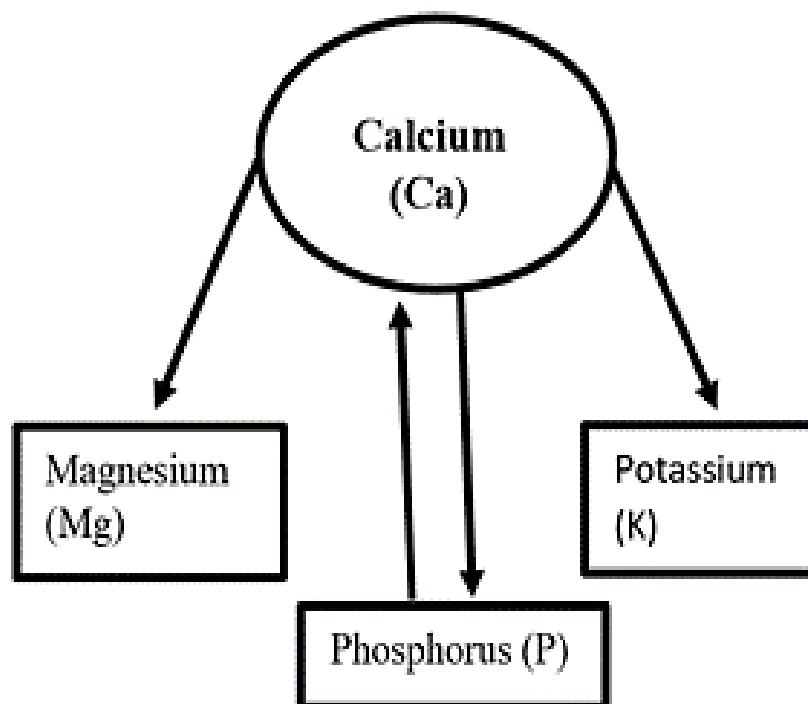 Calcium
(Ca)
Magnesium
(Mg)
Potassium
(K)
Phosphorus (P)